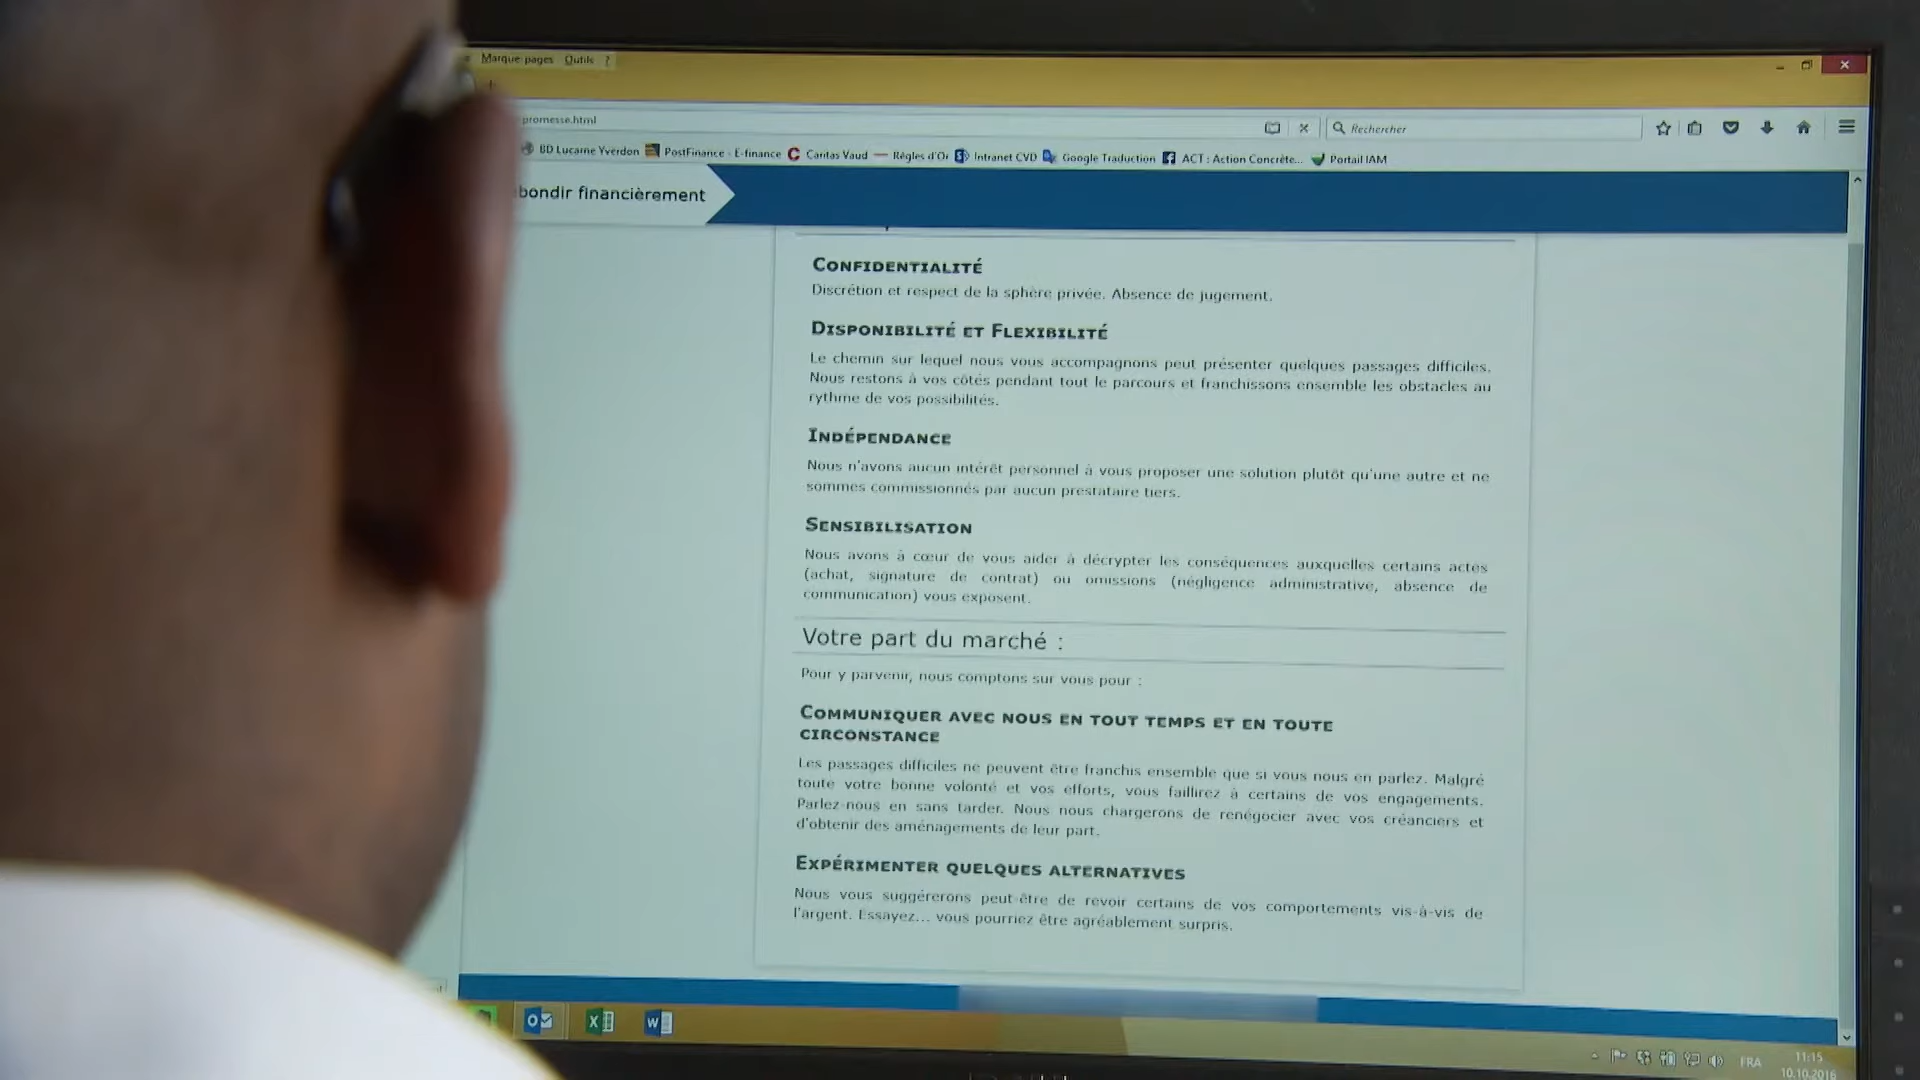 Marque-pages Outils ?
promesse.html
Rechercher
BD Lucarne Yverdon PostFinance - E-finance Caritas Vaud Règles d'Or Intranet CVD Google Traduction ACT : Action Concrète... Portail IAM
bondir financièrement
CONFIDENTIALITÉ
Discrétion et respect de la sphère privée. Absence de jugement.
DISPONIBILITÉ ET FLEXIBILITÉ
Le chemin sur lequel nous vous accompagnons peut présenter quelques passages difficiles.
Nous restons à vos côtés pendant tout le parcours et franchissons ensemble les obstacles au
rythme de vos possibilités.
INDÉPENDANCE
Nous n'avons aucun intérêt personnel à vous proposer une solution plutôt qu'une autre et ne
sommes commissionnés par aucun prestataire tiers.
SENSIBILISATION
Nous avons à cœur de vous aider à décrypter les conséquences auxquelles certains actes
(achat, signature de contrat) ou omissions (négligence administrative, absence de
communication) vous exposent.
Votre part du marché :
Pour y parvenir, nous comptons sur vous pour :
COMMUNIQUER AVEC NOUS EN TOUT TEMPS ET EN TOUTE
CIRCONSTANCE
Les passages difficiles ne peuvent être franchis ensemble que si vous nous en parlez. Malgré
toute votre bonne volonté et vos efforts, vous faillirez à certains de vos engagements.
Parlez-nous en sans tarder. Nous nous chargerons de renégocier avec vos créanciers et
d'obtenir des aménagements de leur part.
EXPÉRIMENTER QUELQUES ALTERNATIVES
Nous vous suggérerons peut-être de revoir certains de vos comportements vis-à-vis de
l'argent. Essayez... vous pourriez être agréablement surpris.
FRA 11:15
10.10.2016